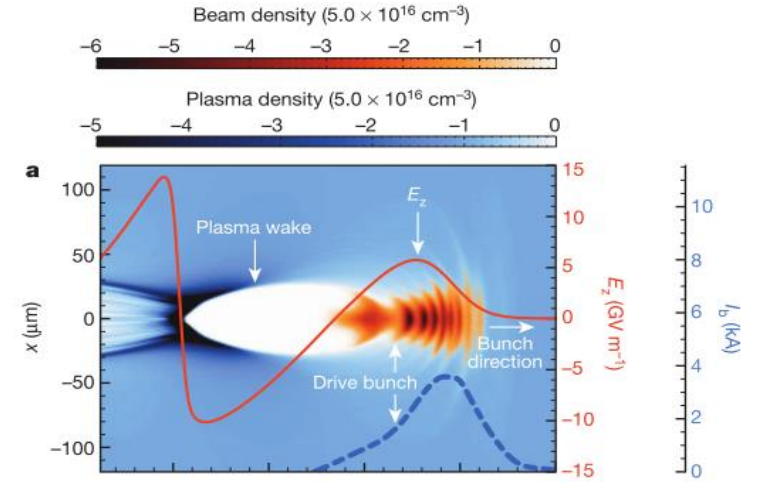 Beam density (5.0 × 10¹⁶ cm⁻³)
−6 −5 −4 −3 −2 −1 0
Plasma density (5.0 × 10¹⁶ cm⁻³)
−5 −4 −3 −2 −1 0
a
x (μm)
100
50
0
−50
−100
Plasma wake
E_z
Drive bunch
Bunch
direction
15
10
5
0
−5
−10
−15
E_z (GV m⁻¹)
10
8
6
4
2
0
I_b (kA)